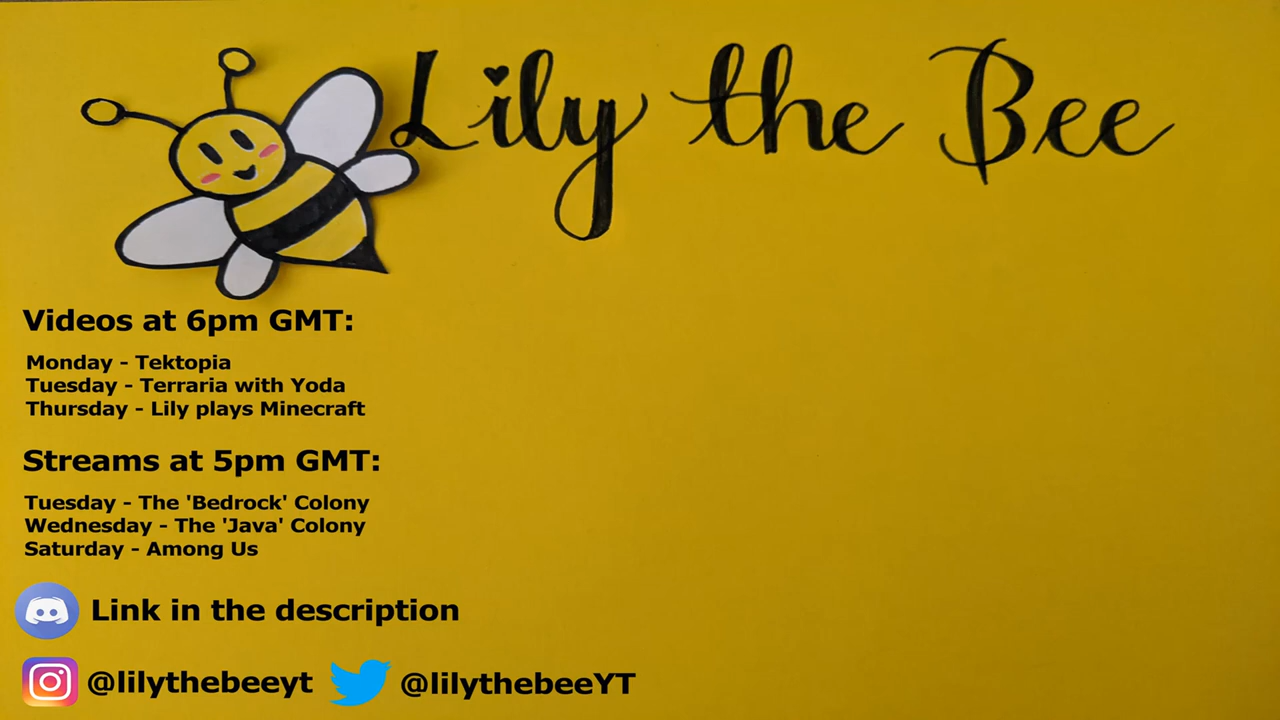 Lily the Bee
Videos at 6pm GMT:
Monday - Tektopia
Tuesday - Terraria with Yoda
Thursday - Lily plays Minecraft
Streams at 5pm GMT:
Tuesday - The 'Bedrock' Colony
Wednesday - The 'Java' Colony
Saturday - Among Us
Link in the description
@lilythebeeyt @lilythebeeYT